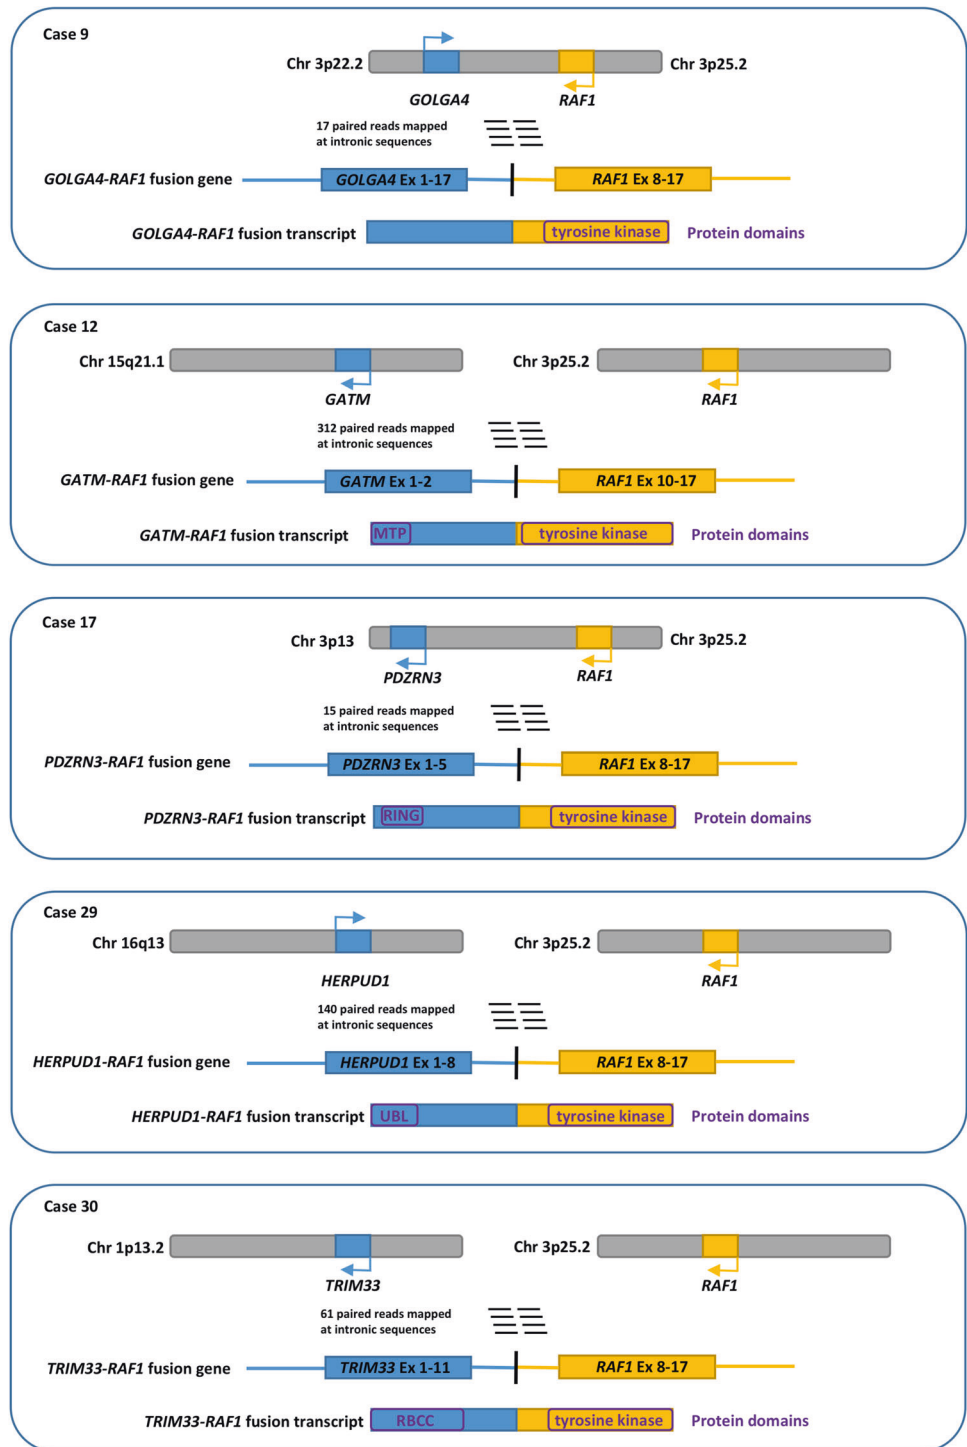 Case 9
Chr 3p22.2
Chr 3p25.2
GOLGA4
RAF1
17 paired reads mapped
at intronic sequences
GOLGA4-RAF1 fusion gene
GOLGA4 Ex 1-17
RAF1 Ex 8-17
GOLGA4-RAF1 fusion transcript
tyrosine kinase
Protein domains
Case 12
Chr 15q21.1
Chr 3p25.2
GATM
RAF1
312 paired reads mapped
at intronic sequences
GATM-RAF1 fusion gene
GATM Ex 1-2
RAF1 Ex 10-17
GATM-RAF1 fusion transcript
MTP
tyrosine kinase
Protein domains
Case 17
Chr 3p13
Chr 3p25.2
PDZRN3
RAF1
15 paired reads mapped
at intronic sequences
PDZRN3-RAF1 fusion gene
PDZRN3 Ex 1-5
RAF1 Ex 8-17
PDZRN3-RAF1 fusion transcript
RING
tyrosine kinase
Protein domains
Case 29
Chr 16q13
Chr 3p25.2
HERPUD1
RAF1
140 paired reads mapped
at intronic sequences
HERPUD1-RAF1 fusion gene
HERPUD1 Ex 1-8
RAF1 Ex 8-17
HERPUD1-RAF1 fusion transcript
UBL
tyrosine kinase
Protein domains
Case 30
Chr 1p13.2
Chr 3p25.2
TRIM33
RAF1
61 paired reads mapped
at intronic sequences
TRIM33-RAF1 fusion gene
TRIM33 Ex 1-11
RAF1 Ex 8-17
TRIM33-RAF1 fusion transcript
RBCC
tyrosine kinase
Protein domains